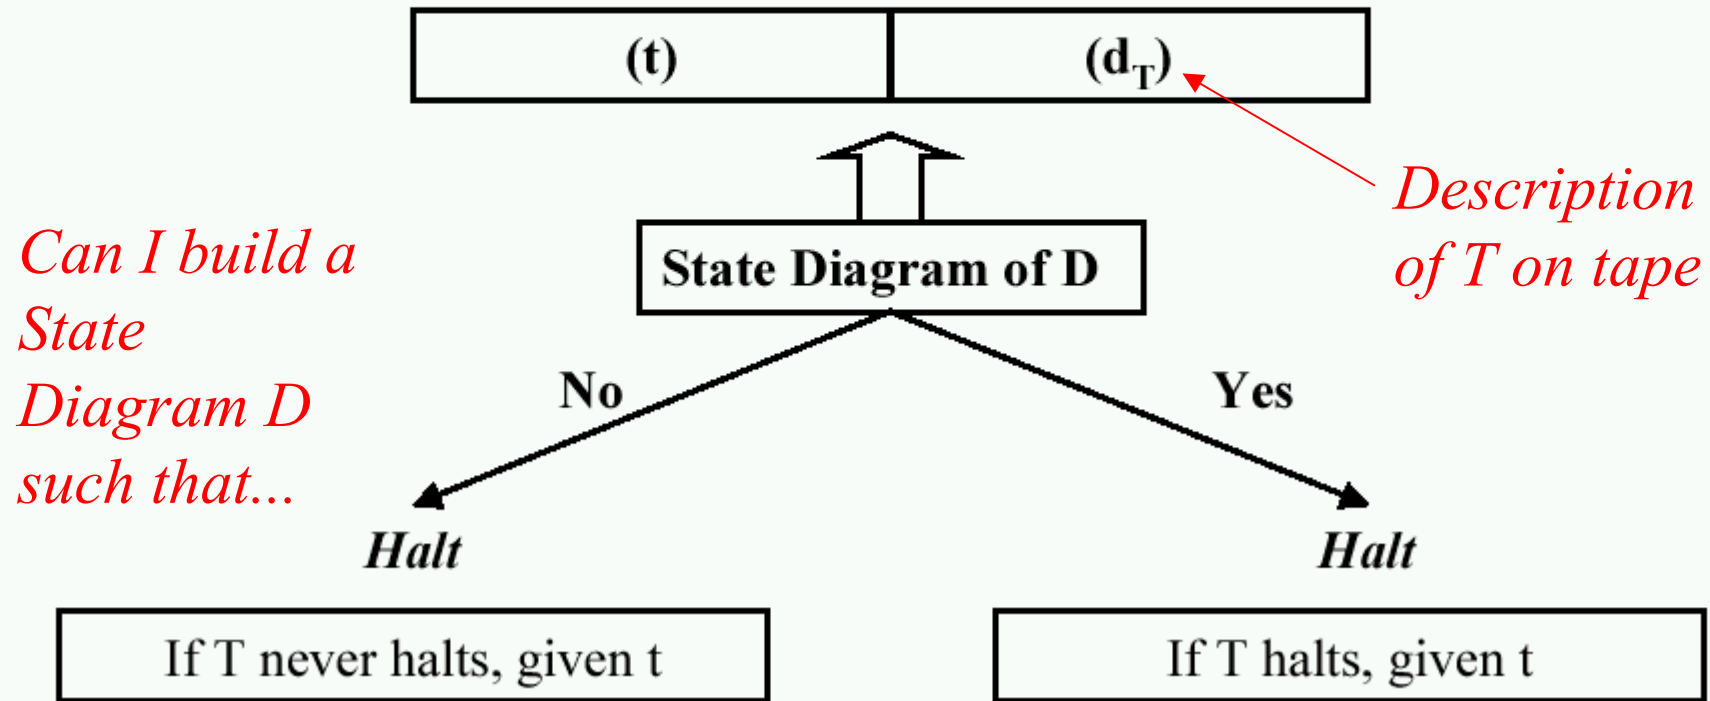 (t)
(d_T)
Description
of T on tape
Can I build a
State
Diagram D
such that...
State Diagram of D
No
Yes
Halt
Halt
If T never halts, given t
If T halts, given t